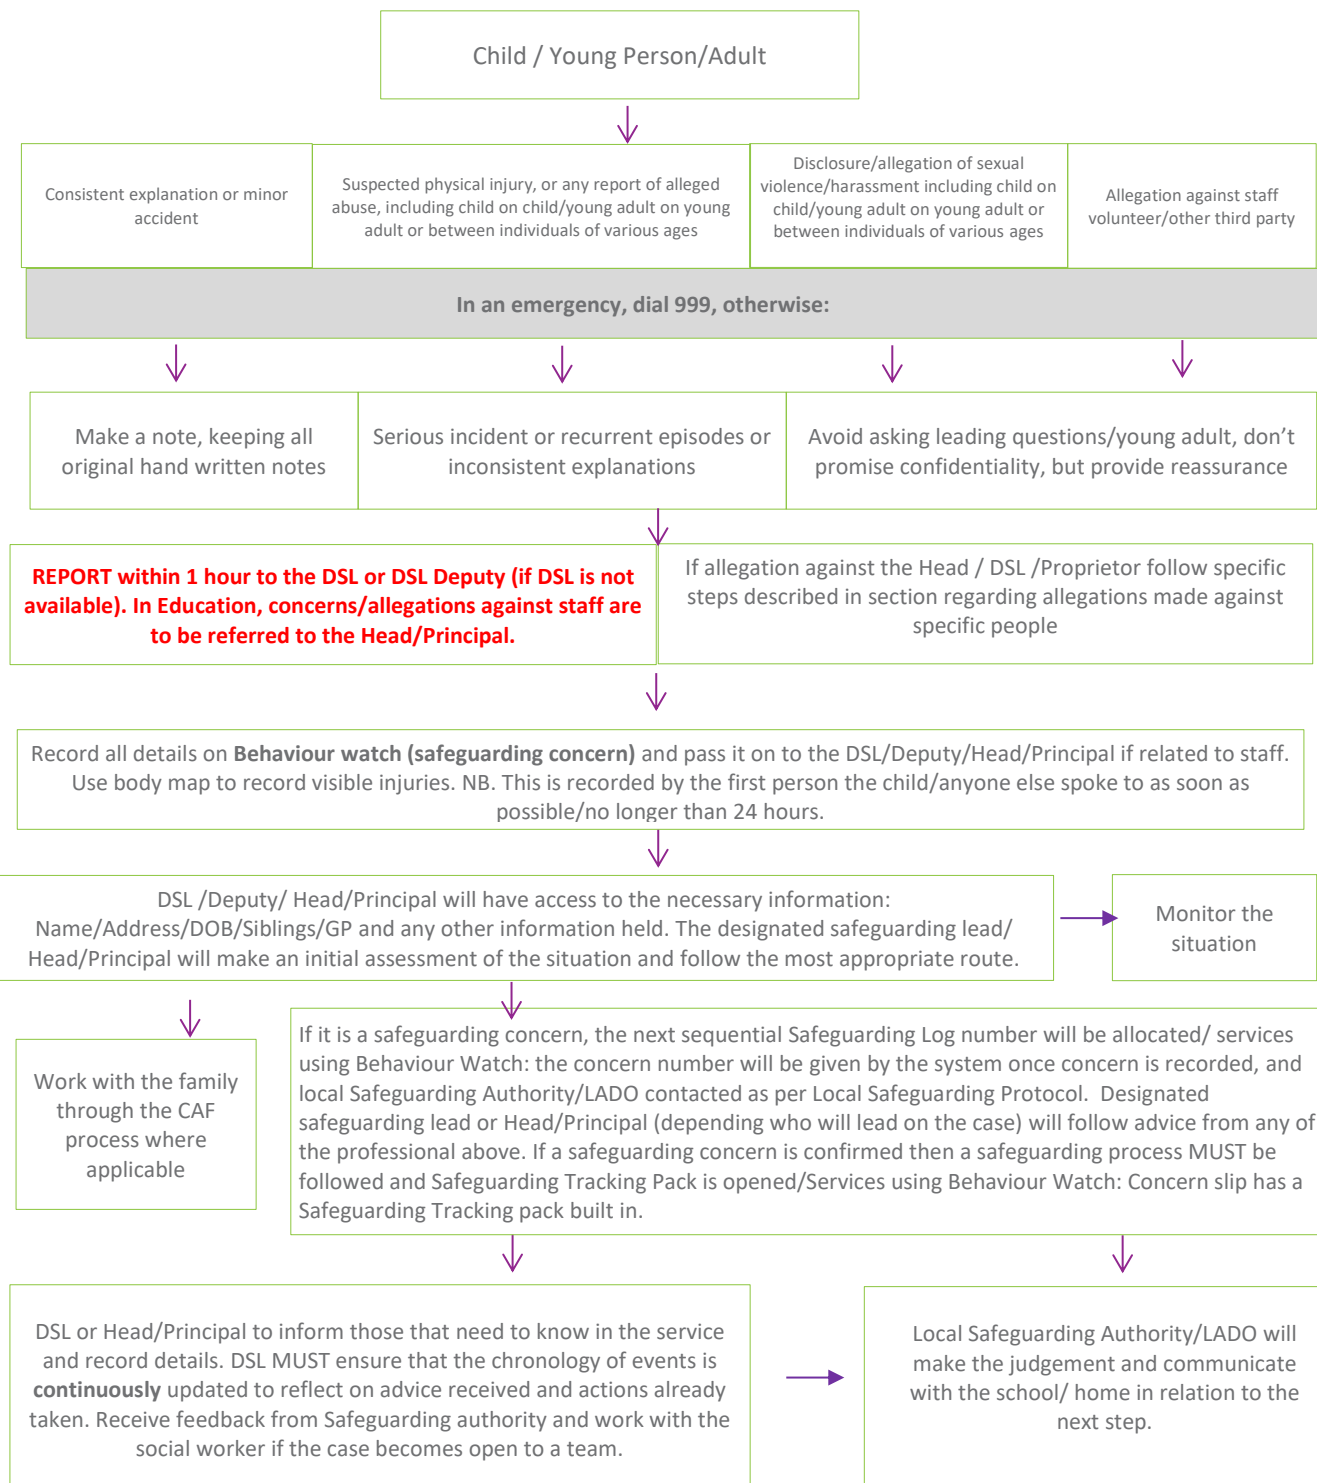 Child / Young Person/Adult
Consistent explanation or minor
accident
Suspected physical injury, or any report of alleged
abuse, including child on child/young adult on young
adult or between individuals of various ages
Disclosure/allegation of sexual
violence/harassment including child on
child/young adult on young adult or
between individuals of various ages
Allegation against staff
volunteer/other third party
In an emergency, dial 999, otherwise:
Make a note, keeping all
original hand written notes
Serious incident or recurrent episodes or
inconsistent explanations
Avoid asking leading questions/young adult, don’t
promise confidentiality, but provide reassurance
REPORT within 1 hour to the DSL or DSL Deputy (if DSL is not
available). In Education, concerns/allegations against staff are
to be referred to the Head/Principal.
If allegation against the Head / DSL /Proprietor follow specific
steps described in section regarding allegations made against
specific people
Record all details on Behaviour watch (safeguarding concern) and pass it on to the DSL/Deputy/Head/Principal if related to staff.
Use body map to record visible injuries. NB. This is recorded by the first person the child/anyone else spoke to as soon as
possible/no longer than 24 hours.
DSL /Deputy/ Head/Principal will have access to the necessary information:
Name/Address/DOB/Siblings/GP and any other information held. The designated safeguarding lead/
Head/Principal will make an initial assessment of the situation and follow the most appropriate route.
Monitor the
situation
Work with the family
through the CAF
process where
applicable
If it is a safeguarding concern, the next sequential Safeguarding Log number will be allocated/ services
using Behaviour Watch: the concern number will be given by the system once concern is recorded, and
local Safeguarding Authority/LADO contacted as per Local Safeguarding Protocol.  Designated
safeguarding lead or Head/Principal (depending who will lead on the case) will follow advice from any of
the professional above. If a safeguarding concern is confirmed then a safeguarding process MUST be
followed and Safeguarding Tracking Pack is opened/Services using Behaviour Watch: Concern slip has a
Safeguarding Tracking pack built in.
DSL or Head/Principal to inform those that need to know in the service
and record details. DSL MUST ensure that the chronology of events is
continuously updated to reflect on advice received and actions already
taken. Receive feedback from Safeguarding authority and work with the
social worker if the case becomes open to a team.
Local Safeguarding Authority/LADO will
make the judgement and communicate
with the school/ home in relation to the
next step.